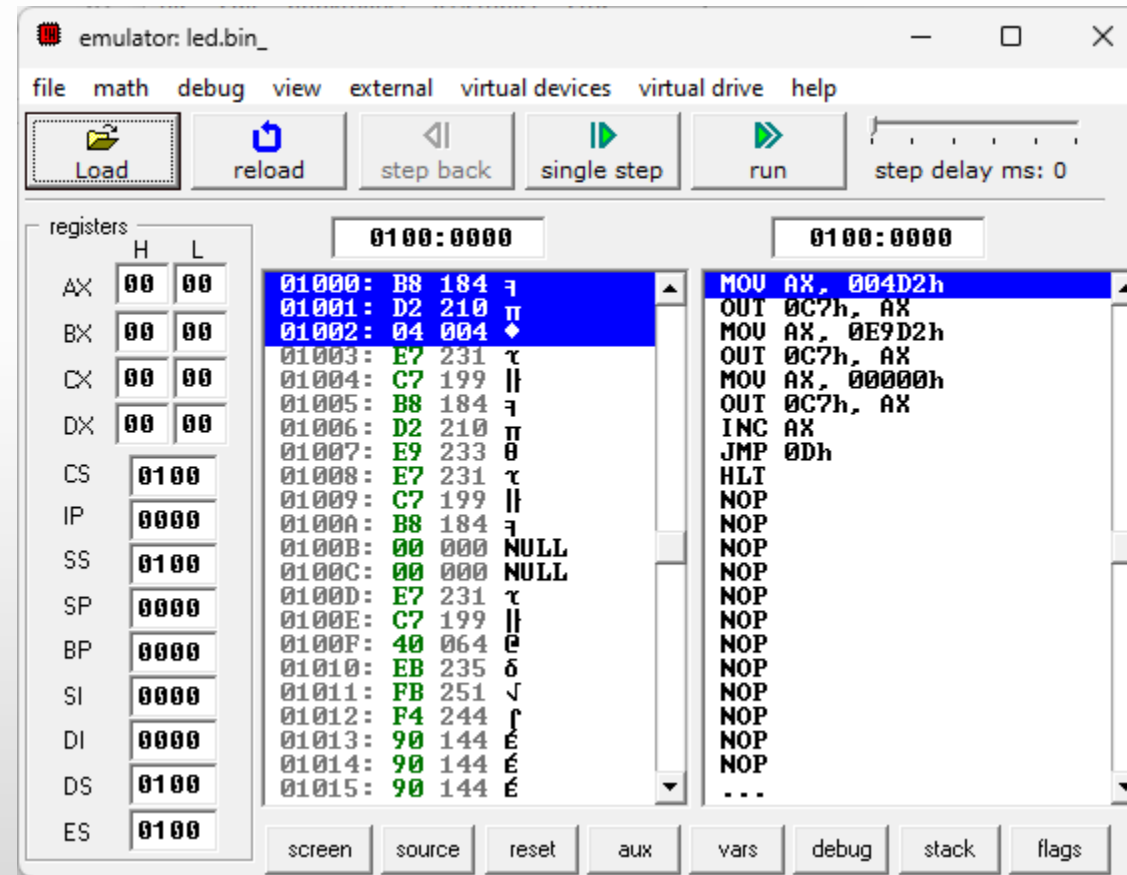 emulator: led.bin_
file math debug view external virtual devices virtual drive help
Load reload step back single step run step delay ms: 0
registers
H L
AX 00 00
BX 00 00
CX 00 00
DX 00 00
CS 0100
IP 0000
SS 0100
SP 0000
BP 0000
SI 0000
DI 0000
DS 0100
ES 0100
0100:0000
01000: B8 184 ╕
01001: D2 210 π
01002: 04 004 ♦
01003: E7 231 τ
01004: C7 199 ╟
01005: B8 184 ╕
01006: D2 210 π
01007: E9 233 θ
01008: E7 231 τ
01009: C7 199 ╟
0100A: B8 184 ╕
0100B: 00 000 NULL
0100C: 00 000 NULL
0100D: E7 231 τ
0100E: C7 199 ╟
0100F: 40 064 @
01010: EB 235 δ
01011: FB 251 √
01012: F4 244 ⌠
01013: 90 144 É
01014: 90 144 É
01015: 90 144 É
0100:0000
MOV AX, 004D2h
OUT 0C7h, AX
MOV AX, 0E9D2h
OUT 0C7h, AX
MOV AX, 00000h
OUT 0C7h, AX
INC AX
JMP 0Dh
HLT
NOP
NOP
NOP
NOP
NOP
NOP
NOP
NOP
NOP
NOP
NOP
NOP
...
screen source reset aux vars debug stack flags